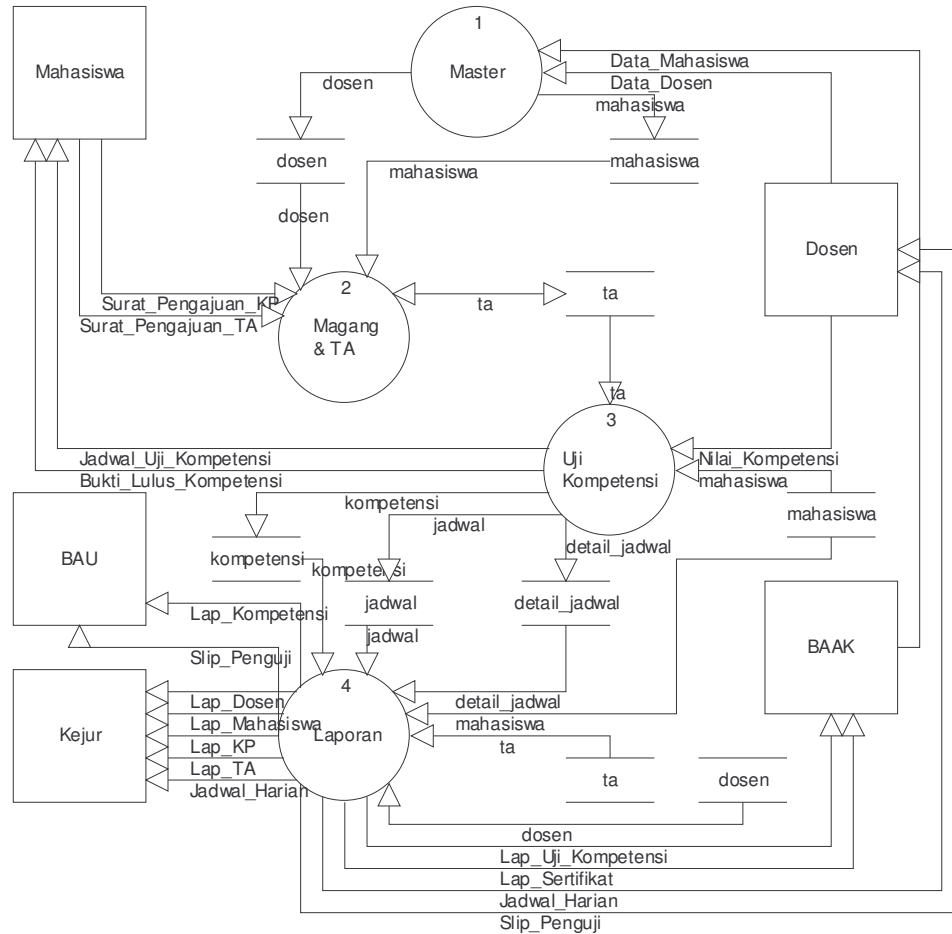 1
Mahasiswa
Master
Data_Mahasiswa
dosen
Data_Dosen
mahasiswa
dosen
mahasiswa
mahasiswa
dosen
Dosen
2
ta
Surat_Pengajuan_KP
ta
Surat_Pengajuan_TA
Magang
& TA
ta
3
Jadwal_Uji_Kompetensi
Uji
Nilai_Kompetensi
Bukti_Lulus_Kompetensi
Kompetensi
mahasiswa
kompetensi
mahasiswa
jadwal
detail_jadwal
BAU
kompetensi
kompetensi
jadwal
detail_jadwal
Lap_Kompetensi
jadwal
BAAK
Slip_Penguji
4
Lap_Dosen
detail_jadwal
Lap_Mahasiswa
mahasiswa
Kejur
Laporan
Lap_KP
ta
Lap_TA
ta
dosen
Jadwal_Harian
dosen
Lap_Uji_Kompetensi
Lap_Sertifikat
Jadwal_Harian
Slip_Penguji